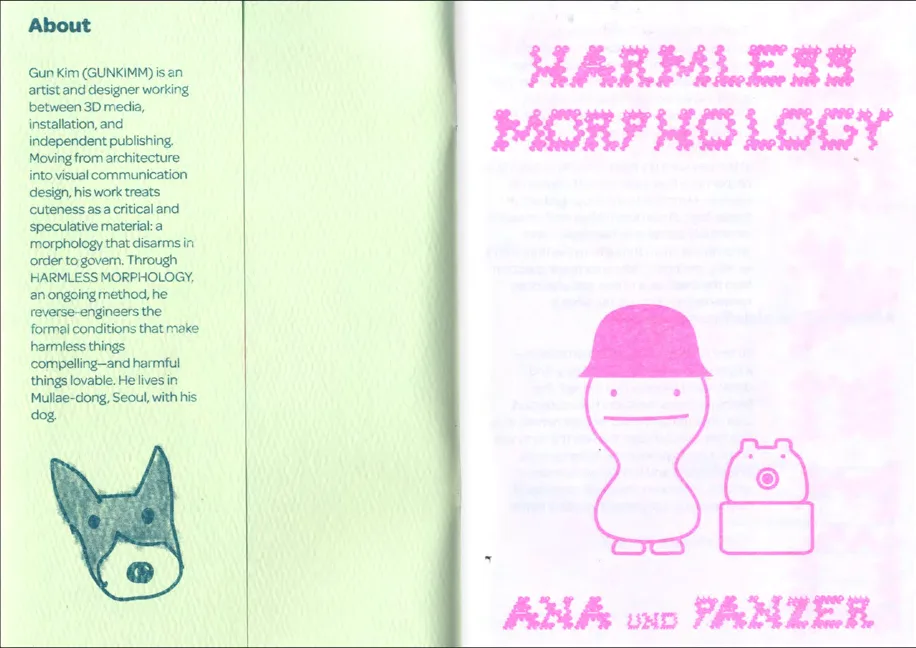 About
Gun Kim (GUNKIMM) is an
artist and designer working
between 3D media,
installation, and
independent publishing.
Moving from architecture
into visual communication
design, his work treats
cuteness as a critical and
speculative material: a
morphology that disarms in
order to govern. Through
HARMLESS MORPHOLOGY,
an ongoing method, he
reverse-engineers the
formal conditions that make
harmless things
compelling—and harmful
things lovable. He lives in
Mullae-dong, Seoul, with his
dog.
HARMLESS
MORPHOLOGY
ANA UND PANZER